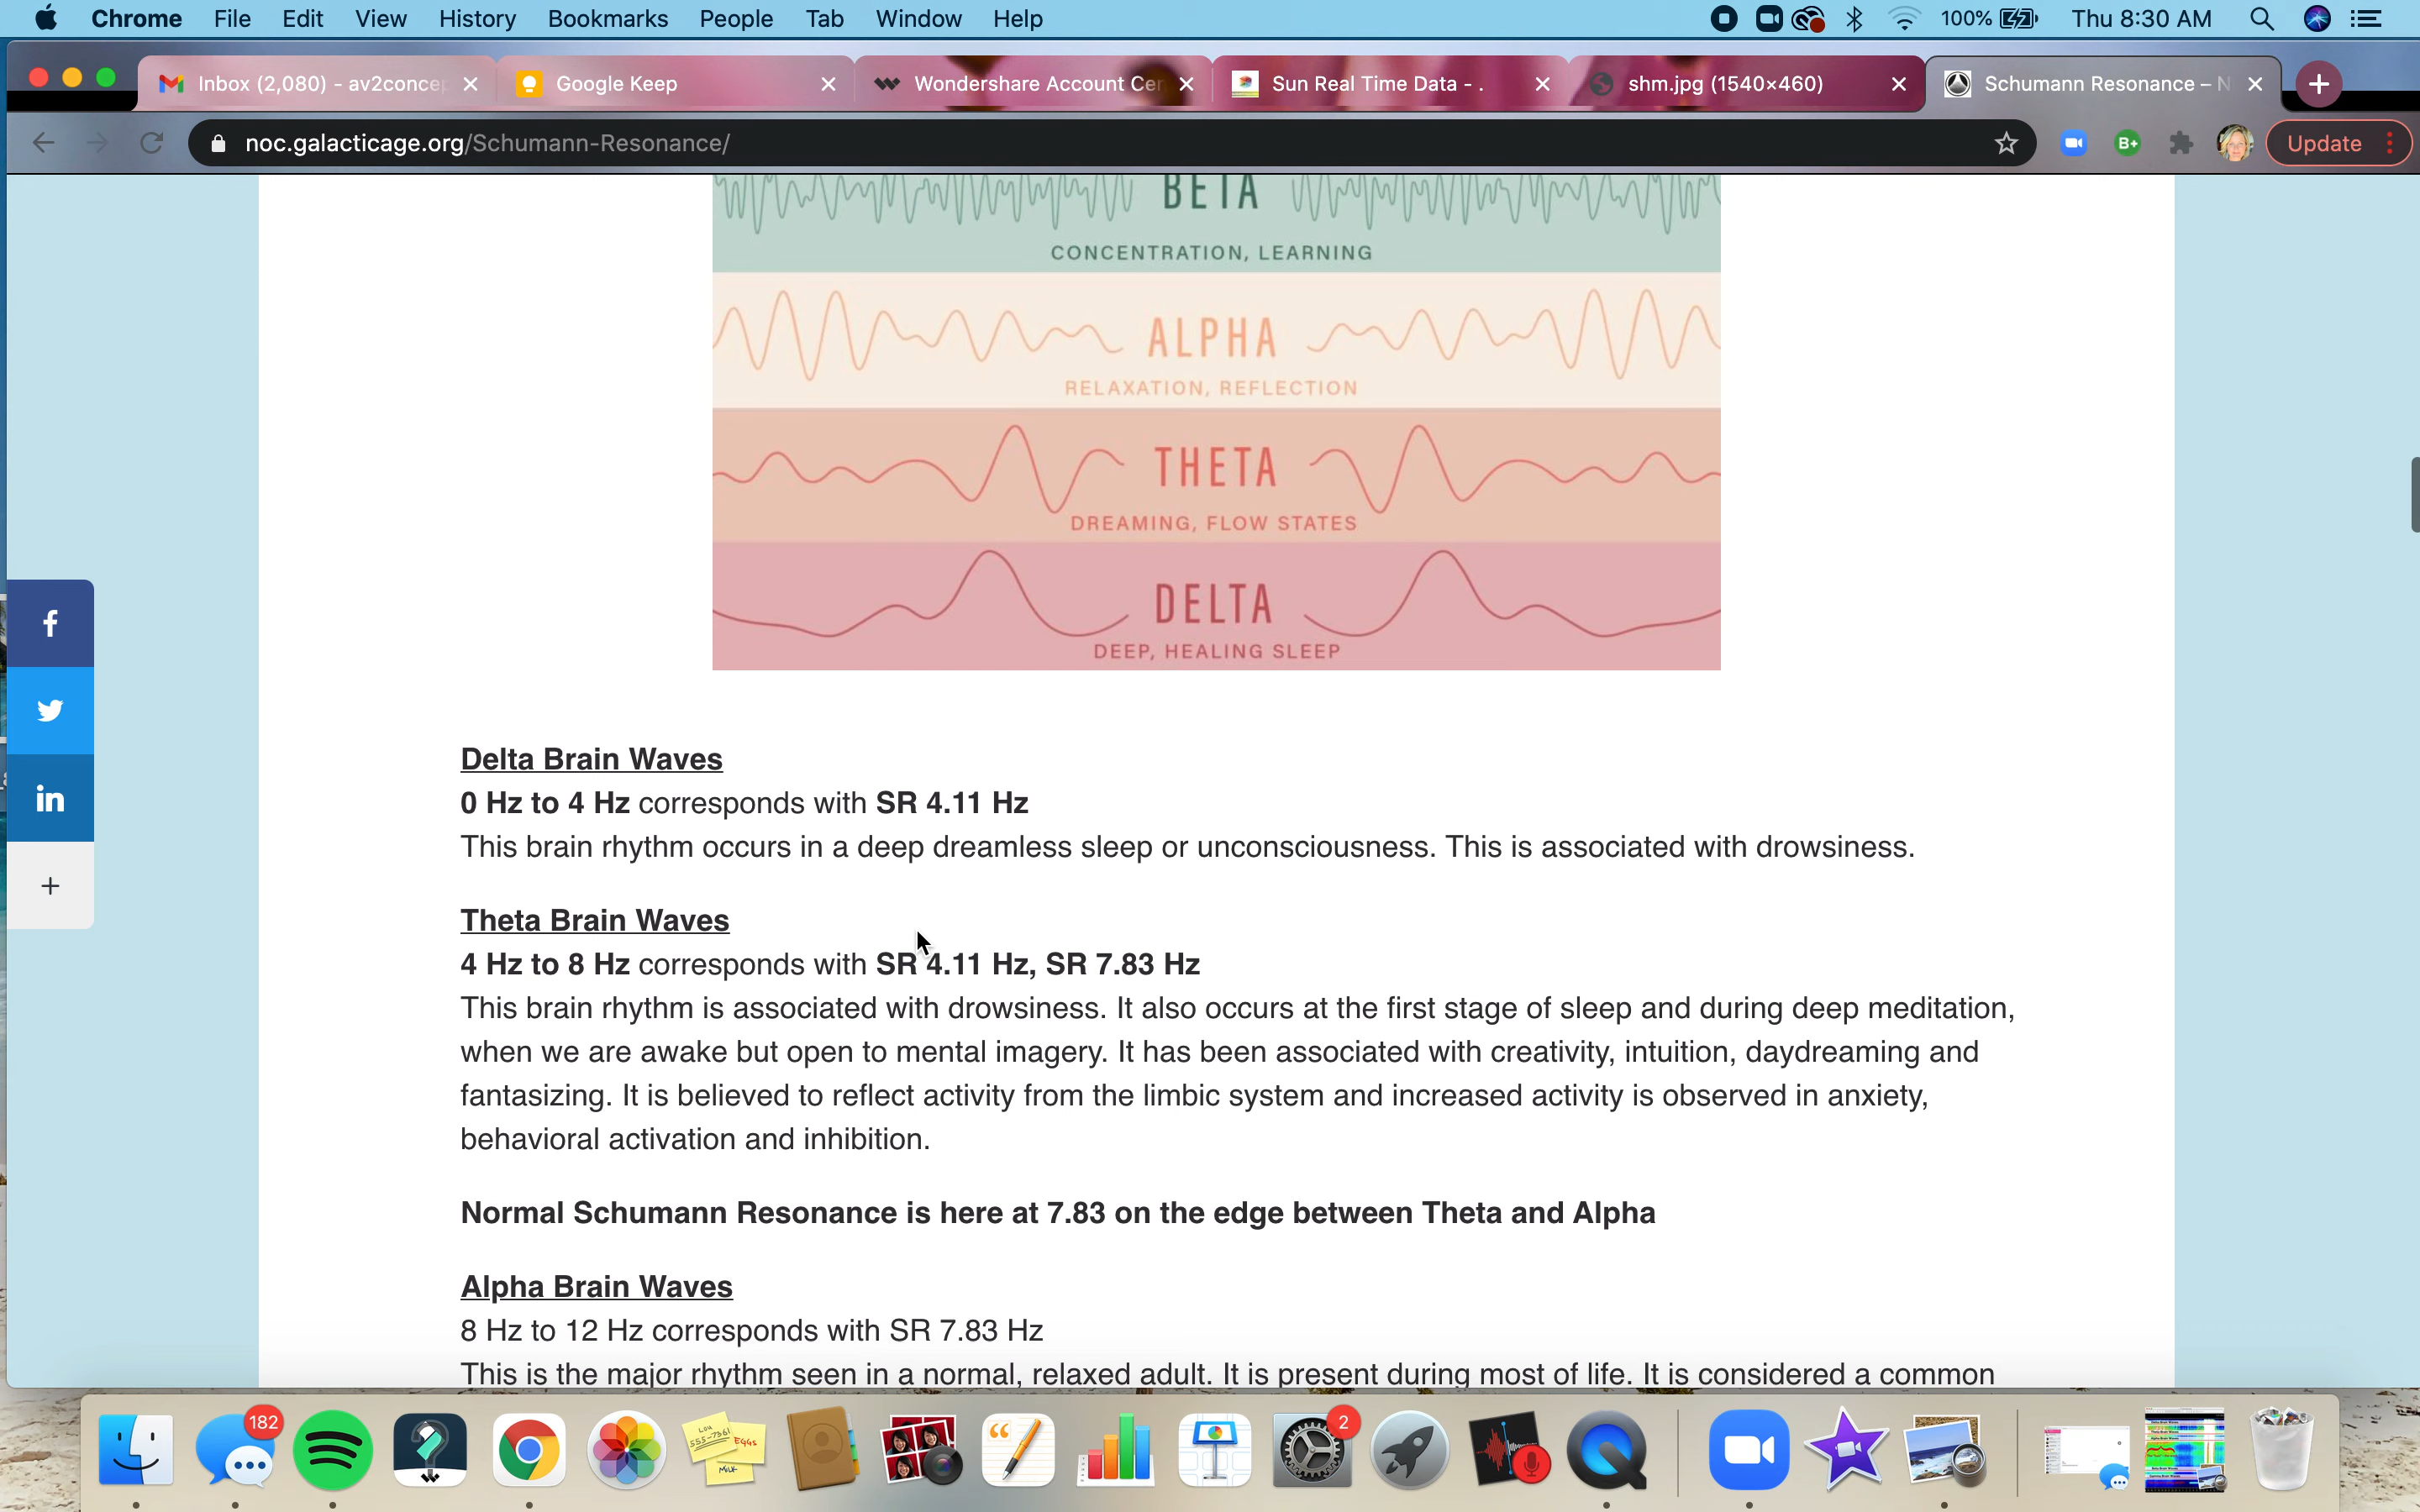 Chrome File Edit View History Bookmarks People Tab Window Help 100% Thu 8:30 AM
Inbox (2,080) - av2concep Google Keep Wondershare Account Cen Sun Real Time Data - . shm.jpg (1540×460) Schumann Resonance – N
noc.galacticage.org/Schumann-Resonance/ B+ Update
BETA
CONCENTRATION, LEARNING
ALPHA
RELAXATION, REFLECTION
THETA
DREAMING, FLOW STATES
DELTA
DEEP, HEALING SLEEP
f
in
+
Delta Brain Waves
0 Hz to 4 Hz corresponds with SR 4.11 Hz
This brain rhythm occurs in a deep dreamless sleep or unconsciousness. This is associated with drowsiness.
Theta Brain Waves
4 Hz to 8 Hz corresponds with SR 4.11 Hz, SR 7.83 Hz
This brain rhythm is associated with drowsiness. It also occurs at the first stage of sleep and during deep meditation,
when we are awake but open to mental imagery. It has been associated with creativity, intuition, daydreaming and
fantasizing. It is believed to reflect activity from the limbic system and increased activity is observed in anxiety,
behavioral activation and inhibition.
Normal Schumann Resonance is here at 7.83 on the edge between Theta and Alpha
Alpha Brain Waves
8 Hz to 12 Hz corresponds with SR 7.83 Hz
This is the major rhythm seen in a normal, relaxed adult. It is present during most of life. It is considered a common
182 2
Lou
555-7361
EGGS
MILK